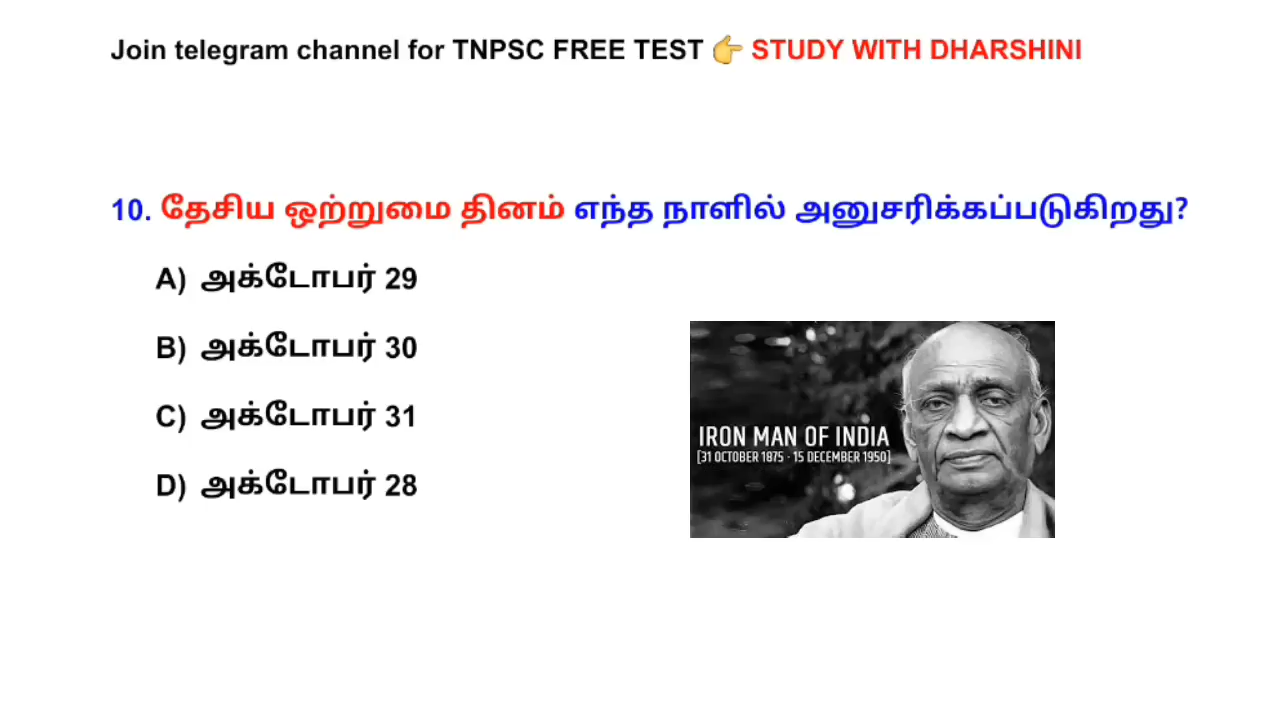 Join telegram channel for TNPSC FREE TEST 👉 STUDY WITH DHARSHINI
10. தேசிய ஒற்றுமை தினம் எந்த நாளில் அனுசரிக்கப்படுகிறது?
A) அக்டோபர் 29
B) அக்டோபர் 30
C) அக்டோபர் 31
D) அக்டோபர் 28
IRON MAN OF INDIA
[31 OCTOBER 1875 - 15 DECEMBER 1950]